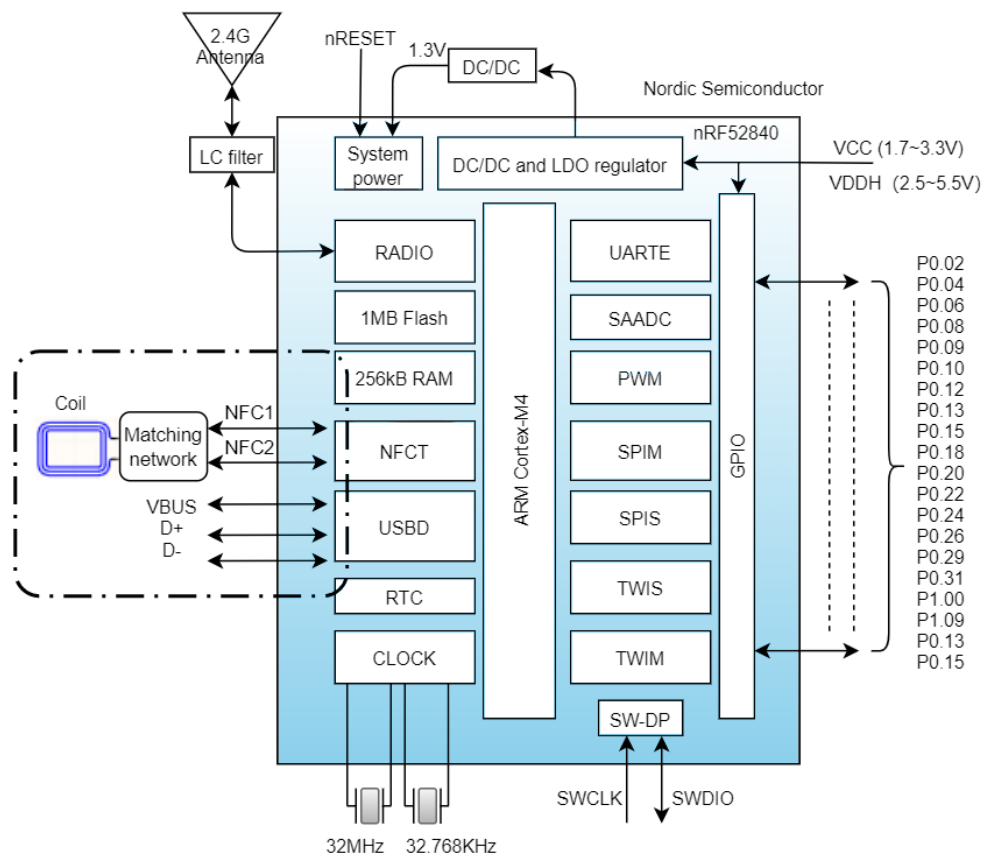 2.4G
Antenna
nRESET
1.3V
DC/DC
Nordic Semiconductor
LC filter
System
power
DC/DC and LDO regulator
nRF52840
VCC (1.7~3.3V)
VDDH (2.5~5.5V)
RADIO
1MB Flash
256kB RAM
NFCT
USBD
RTC
CLOCK
ARM Cortex-M4
UARTE
SAADC
PWM
SPIM
SPIS
TWIS
TWIM
SW-DP
GPIO
Coil
Matching
network
NFC1
NFC2
VBUS
D+
D-
P0.02
P0.04
P0.06
P0.08
P0.09
P0.10
P0.12
P0.13
P0.15
P0.18
P0.20
P0.22
P0.24
P0.26
P0.29
P0.31
P1.00
P1.09
P0.13
P0.15
SWCLK
SWDIO
32MHz
32.768KHz